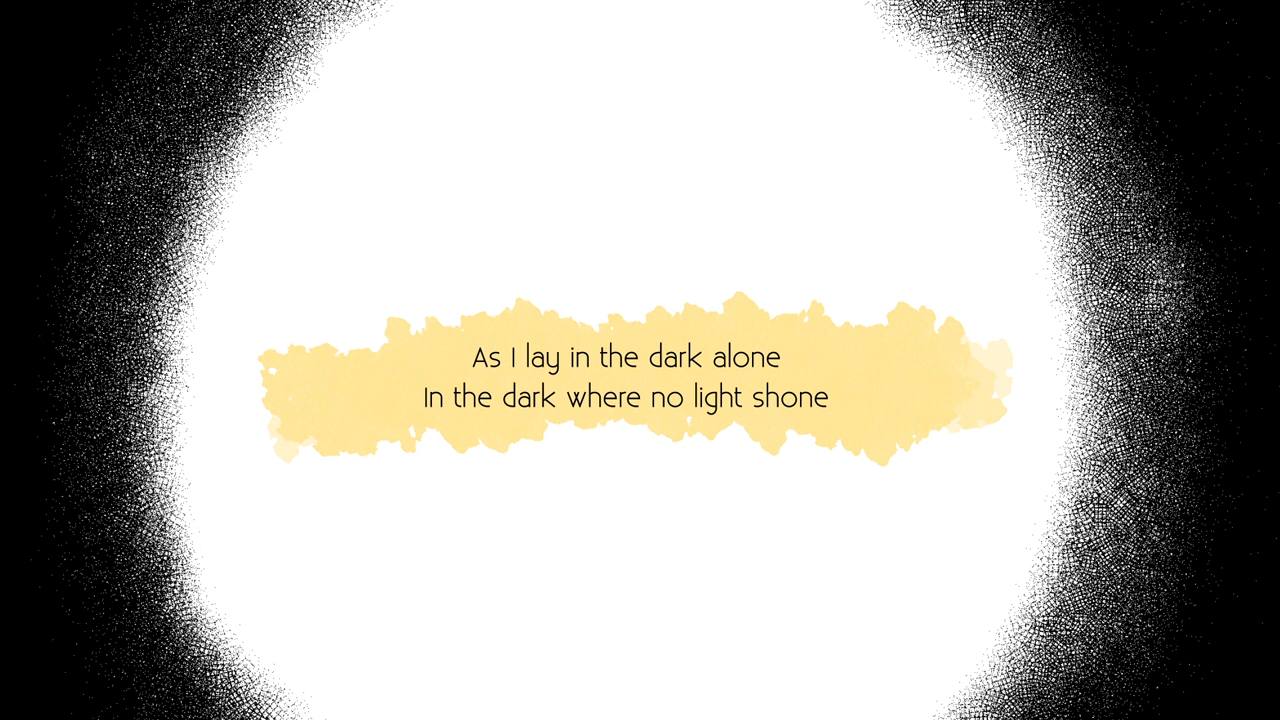 As I lay in the dark alone
In the dark where no light shone